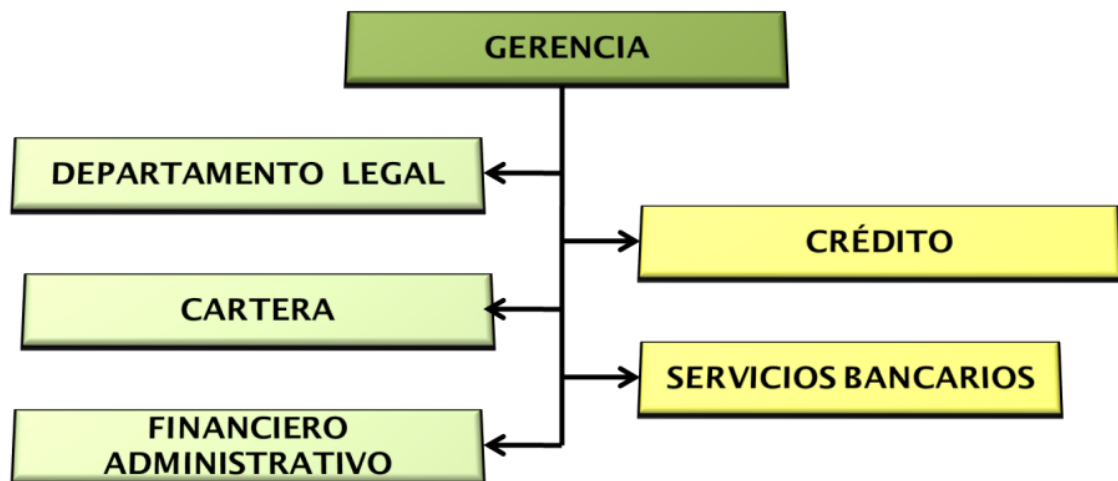 GERENCIA
DEPARTAMENTO LEGAL
CRÉDITO
CARTERA
SERVICIOS BANCARIOS
FINANCIERO
ADMINISTRATIVO